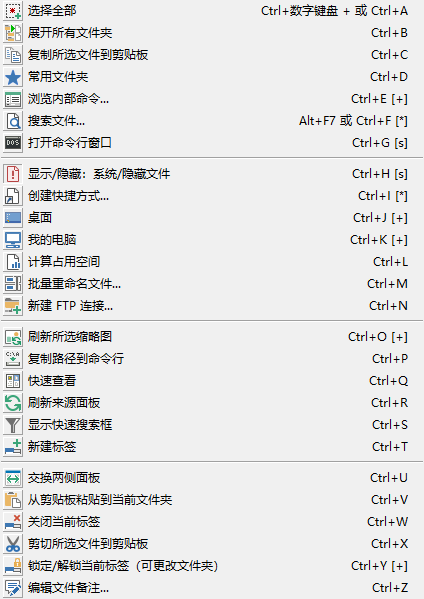 选择全部 Ctrl+数字键盘 + 或 Ctrl+A
展开所有文件夹 Ctrl+B
复制所选文件到剪贴板 Ctrl+C
常用文件夹 Ctrl+D
浏览内部命令... Ctrl+E [+]
搜索文件... Alt+F7 或 Ctrl+F [*]
DOS 打开命令行窗口 Ctrl+G [s]
显示/隐藏：系统/隐藏文件 Ctrl+H [s]
创建快捷方式... Ctrl+I [*]
桌面 Ctrl+J [+]
我的电脑 Ctrl+K [+]
计算占用空间 Ctrl+L
批量重命名文件... Ctrl+M
新建 FTP 连接... Ctrl+N
刷新所选缩略图 Ctrl+O [+]
C:\A 复制路径到命令行 Ctrl+P
快速查看 Ctrl+Q
刷新来源面板 Ctrl+R
显示快速搜索框 Ctrl+S
新建标签 Ctrl+T
交换两侧面板 Ctrl+U
从剪贴板粘贴到当前文件夹 Ctrl+V
关闭当前标签 Ctrl+W
剪切所选文件到剪贴板 Ctrl+X
锁定/解锁当前标签（可更改文件夹） Ctrl+Y [+]
编辑文件备注... Ctrl+Z